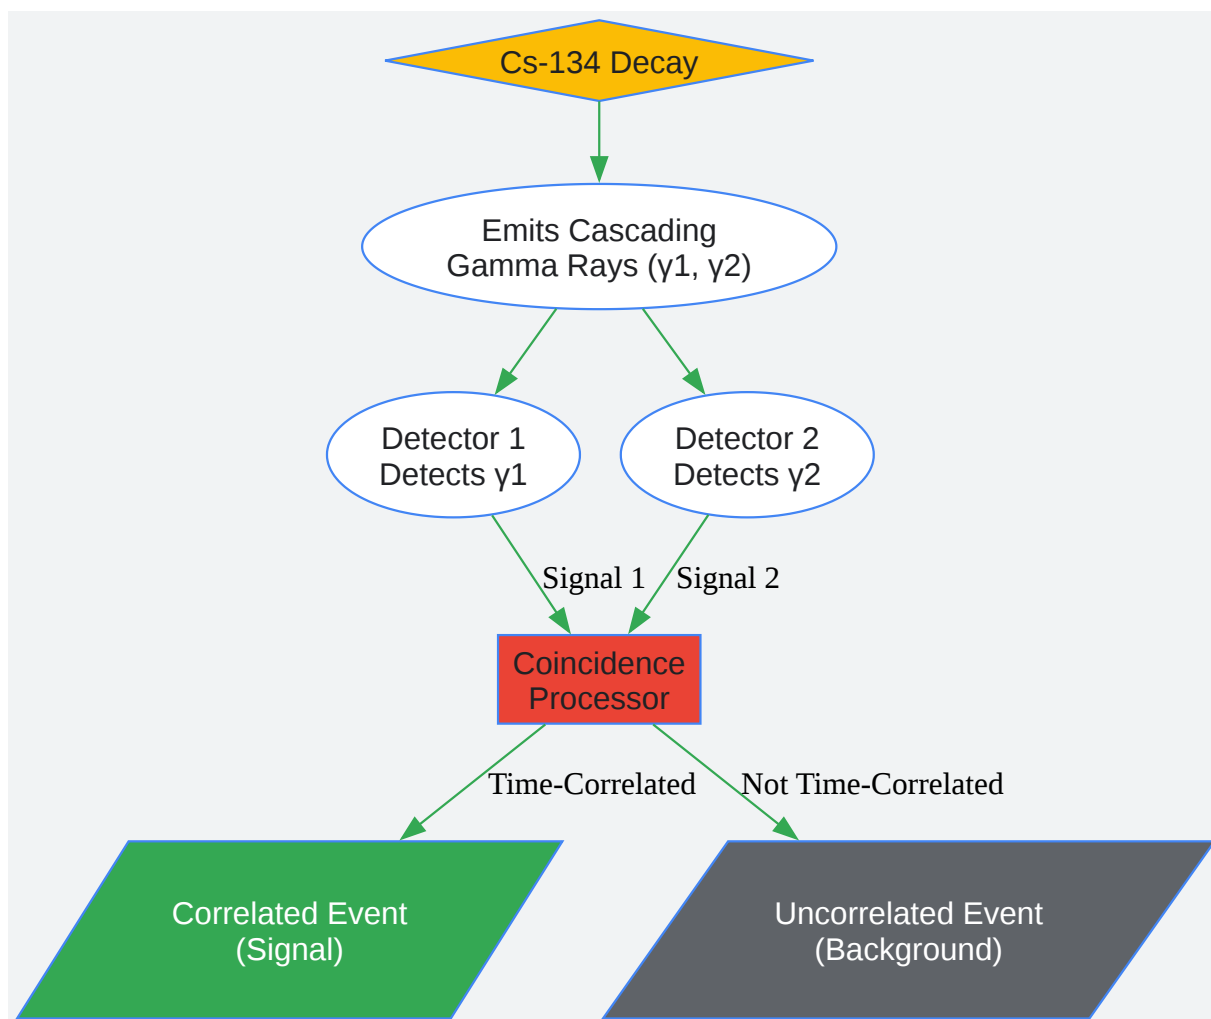 Cs-134 Decay
Emits Cascading
Gamma Rays (γ1, γ2)
Detector 1
Detects γ1
Detector 2
Detects γ2
Signal 1
Signal 2
Coincidence
Processor
Time-Correlated
Not Time-Correlated
Correlated Event
(Signal)
Uncorrelated Event
(Background)